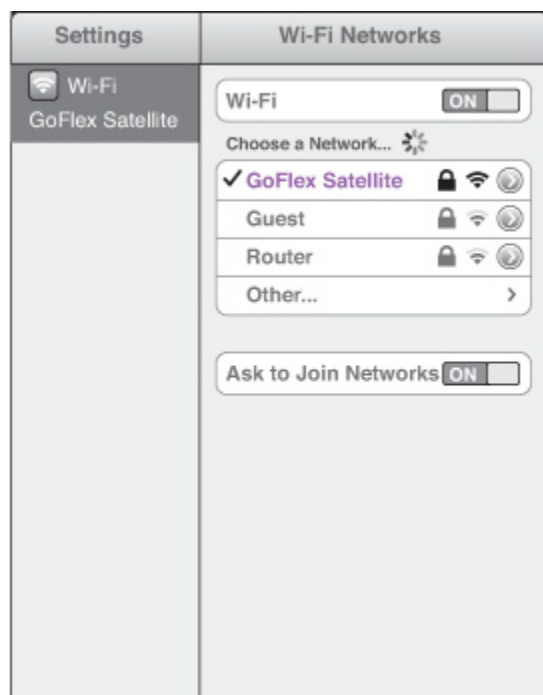 Settings
Wi-Fi Networks
Wi-Fi
GoFlex Satellite
Wi-Fi
ON
Choose a Network...
GoFlex Satellite
Guest
Router
Other...
Ask to Join Networks
ON